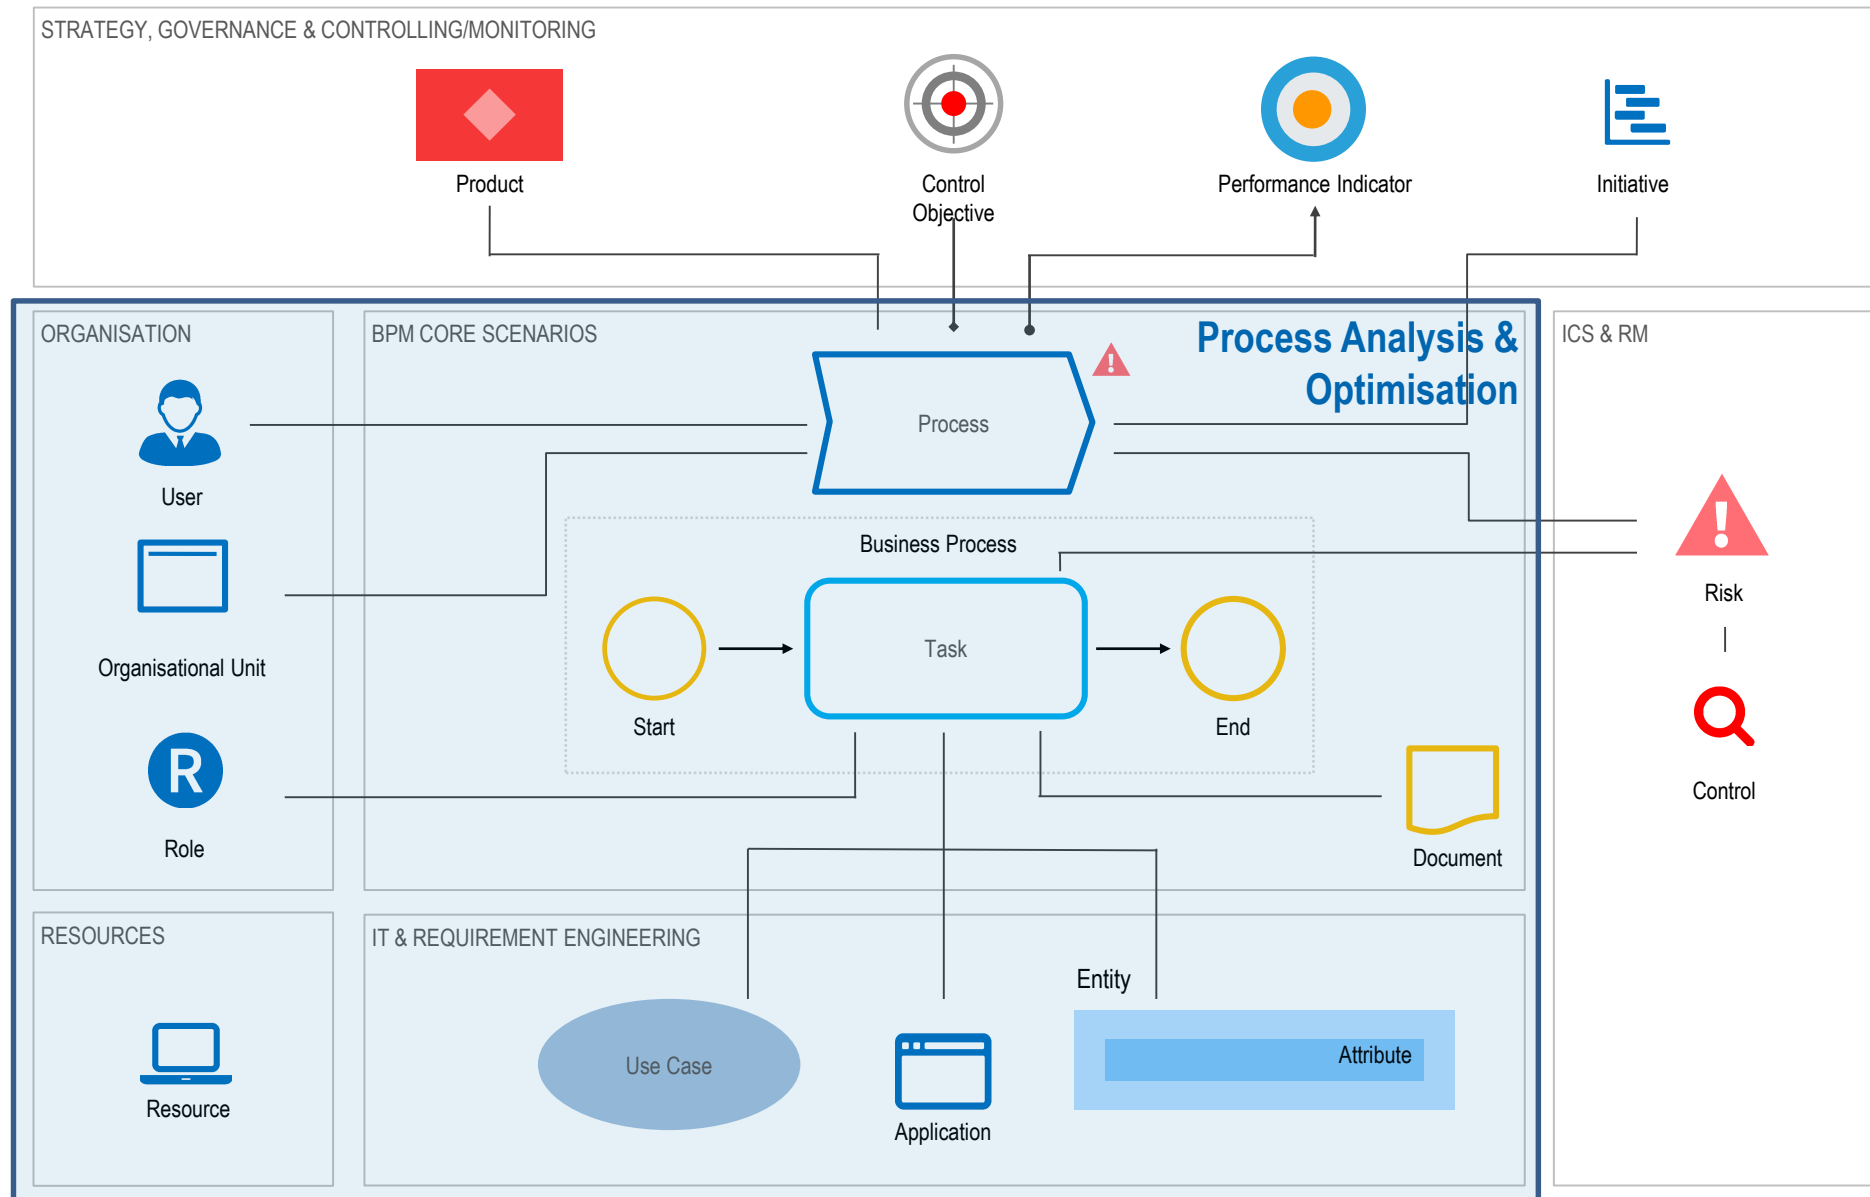 STRATEGY, GOVERNANCE & CONTROLLING/MONITORING
Product
Control
Objective
Performance Indicator
Initiative
ORGANISATION
BPM CORE SCENARIOS
Process Analysis &
Optimisation
ICS & RM
Process
User
Business Process
Risk
Task
Organisational Unit
Start
End
R
Control
Role
Document
RESOURCES
IT & REQUIREMENT ENGINEERING
Entity
Attribute
Use Case
Resource
Application